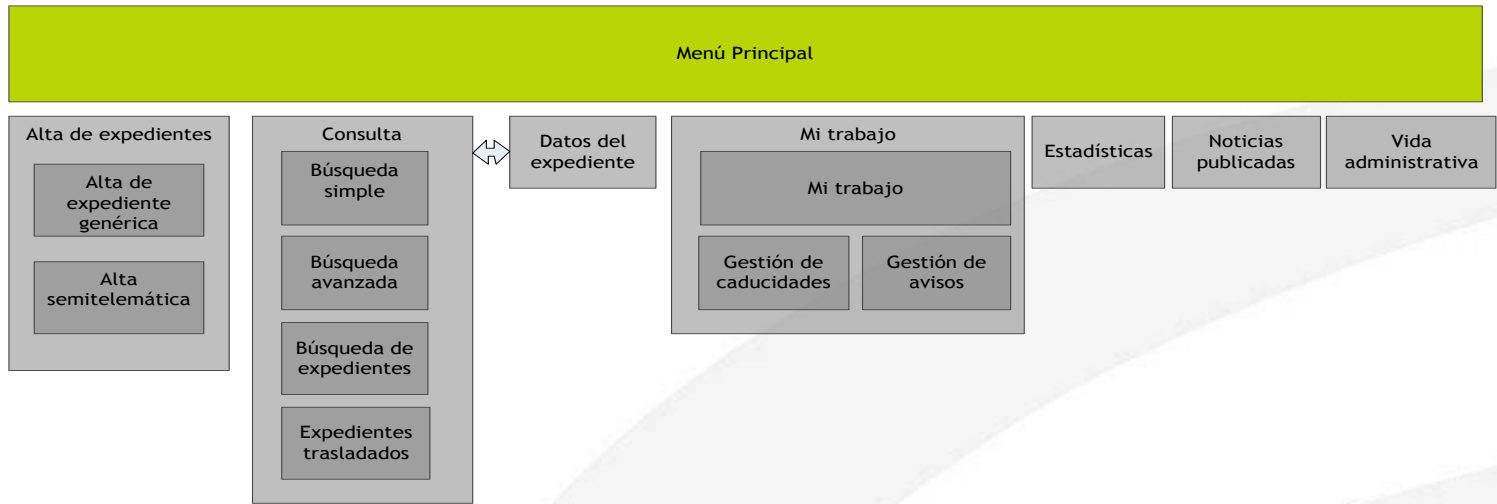 Menú Principal
Alta de expedientes
Alta de
expediente
genérica
Alta
semitelemática
Consulta
Búsqueda
simple
Búsqueda
avanzada
Búsqueda de
expedientes
Expedientes
trasladados
Datos del
expediente
Mi trabajo
Mi trabajo
Gestión de
caducidades
Gestión de
avisos
Estadísticas
Noticias
publicadas
Vida
administrativa